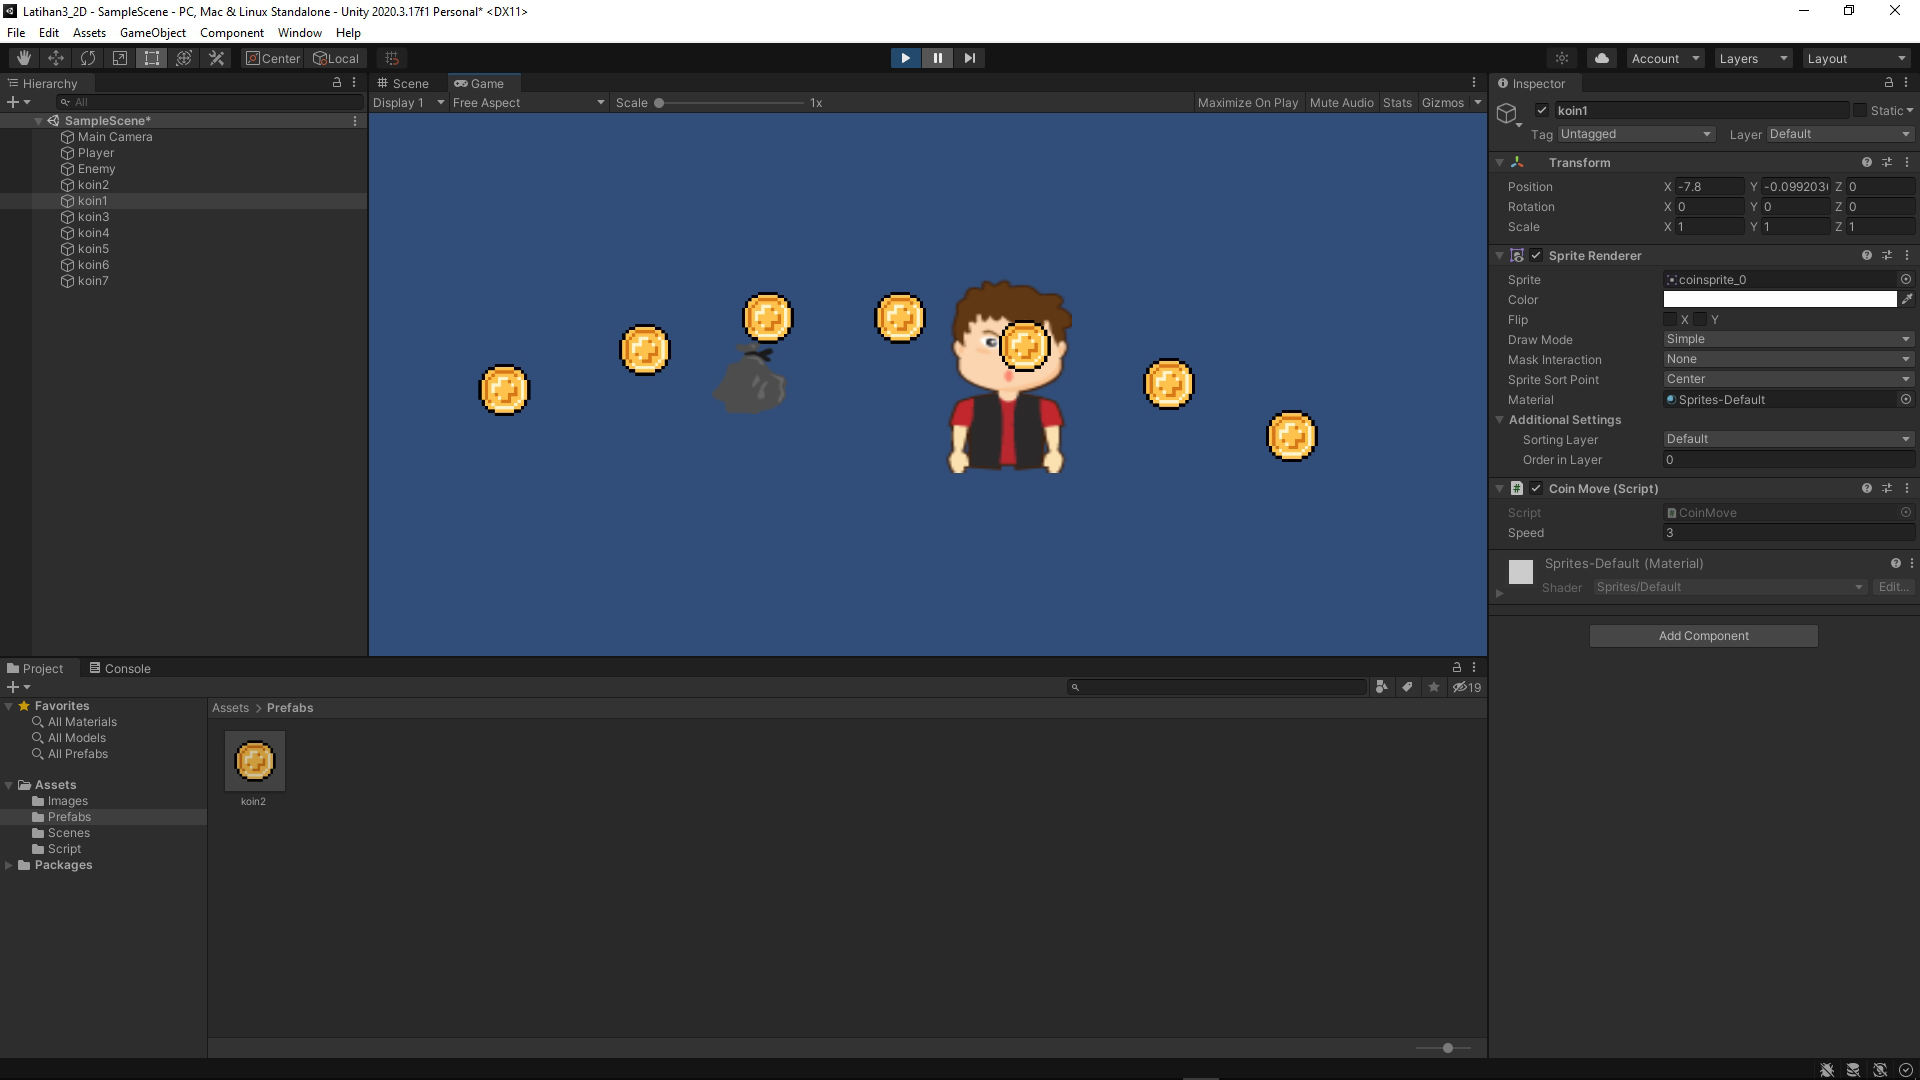 Latihan3_2D - SampleScene - PC, Mac & Linux Standalone - Unity 2020.3.17f1 Personal* <DX11>
File Edit Assets GameObject Component Window Help
Center Local Account Layers Layout
Hierarchy
All
SampleScene*
Main Camera
Player
Enemy
koin2
koin1
koin3
koin4
koin5
koin6
koin7
Scene Game
Display 1 Free Aspect Scale 1x Maximize On Play Mute Audio Stats Gizmos
Inspector
koin1 Static
Tag Untagged Layer Default
Transform
Position X -7.8 Y -0.099203 Z 0
Rotation X 0 Y 0 Z 0
Scale X 1 Y 1 Z 1
Sprite Renderer
Sprite coinsprite_0
Color
Flip X Y
Draw Mode Simple
Mask Interaction None
Sprite Sort Point Center
Material Sprites-Default
Additional Settings
Sorting Layer Default
Order in Layer 0
# Coin Move (Script)
Script CoinMove
Speed 3
Sprites-Default (Material)
Shader Sprites/Default Edit...
Add Component
Project Console
19
Favorites
All Materials
All Models
All Prefabs
Assets
Images
Prefabs
Scenes
Script
Packages
Assets > Prefabs
koin2